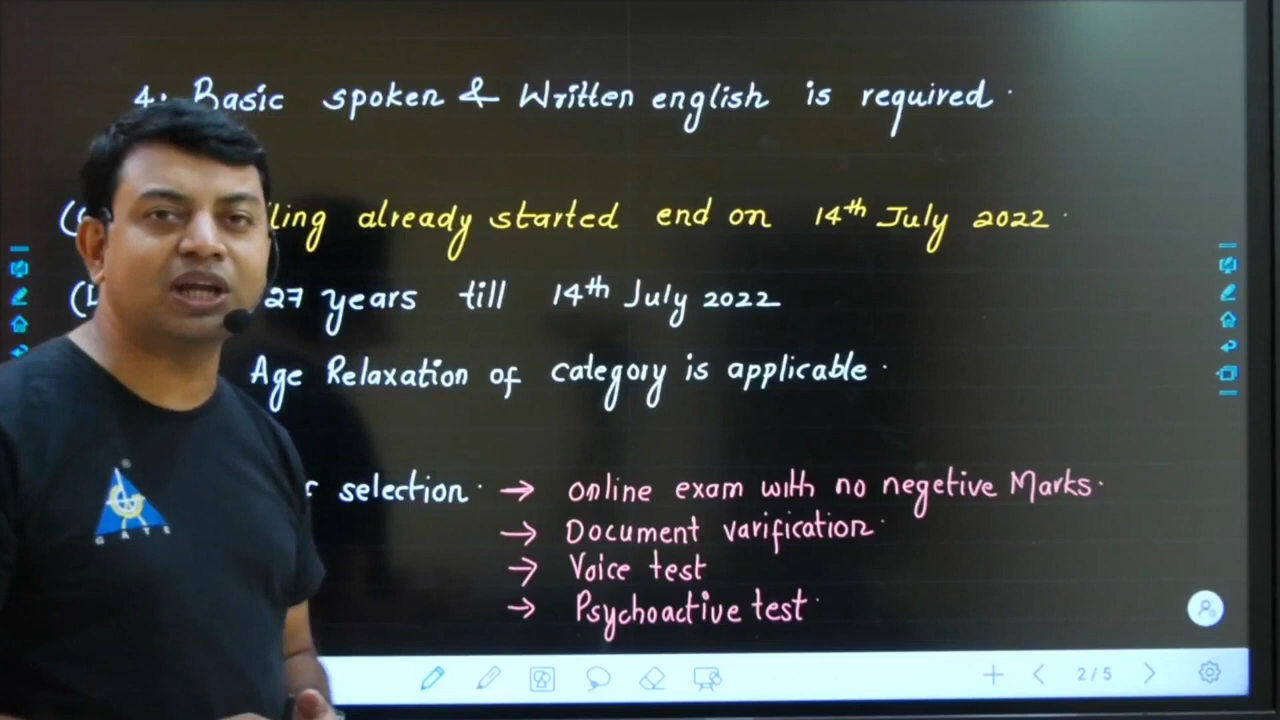 4. Basic spoken & Written english is required.
ling already started end on 14th July 2022.
27 years till 14th July 2022
Age Relaxation of category is applicable.
selection. → online exam with no negetive Marks.
→ Document varification.
→ Voice test
→ Psychoactive test.
GATE
2/5